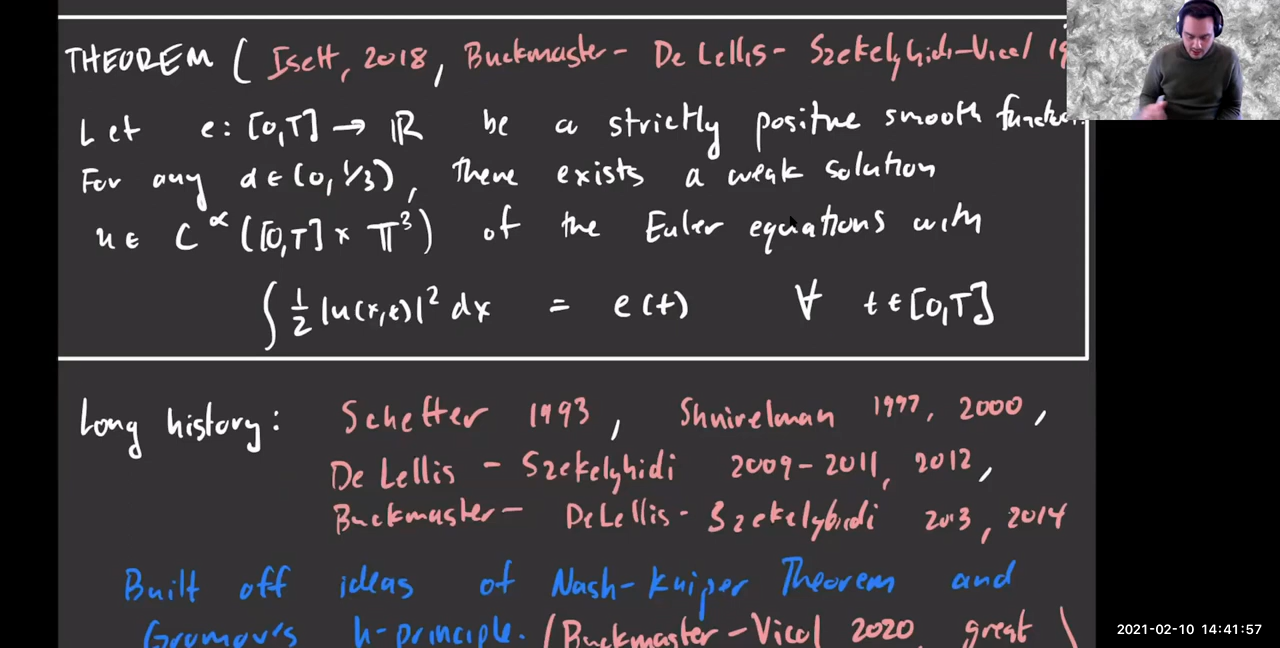 THEOREM ( Isett, 2018, Buckmaster - De Lellis - Szekelyhidi-Vicol
Let e: [0,T] → ℝ be a strictly positive smooth
For any α ∈ (0, 1/3), there exists a weak solution
u ∈ C^α ([0,T] × 𝕋³) of the Euler equations with
∫ ½ |u(x,t)|² dx = e(t) ∀ t ∈ [0,T]
Long history: Scheffer 1993, Shnirelman 1997, 2000,
De Lellis - Szekelyhidi 2009-2011, 2012,
Buckmaster - De Lellis - Szekelyhidi 2013, 2014
Built off ideas of Nash-Kuiper Theorem and
Gromov's h-principle. (Buckmaster-Vicol 2020, great )
2021-02-10 14:41:57